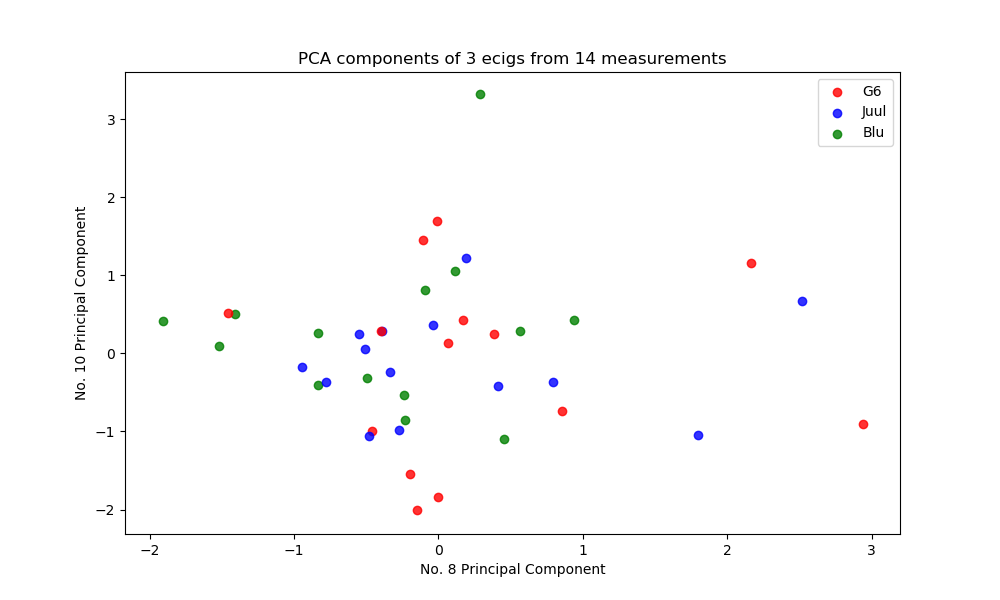 PCA components of 3 ecigs from 14 measurements
G6
Juul
Blu
3
2
1
0
−1
−2
No. 10 Principal Component
−2
−1
0
1
2
3
No. 8 Principal Component